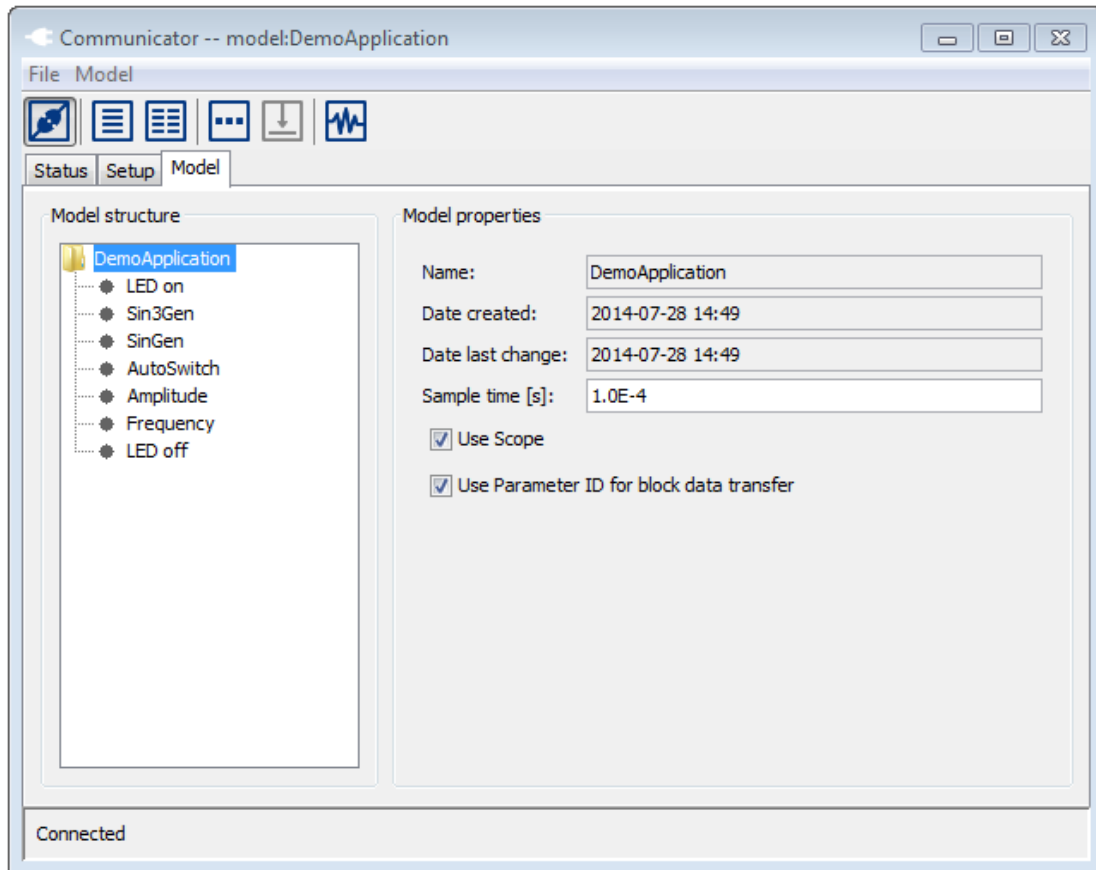 Communicator -- model:DemoApplication
File Model
Status Setup Model
Model structure
DemoApplication
LED on
Sin3Gen
SinGen
AutoSwitch
Amplitude
Frequency
LED off
Model properties
Name: DemoApplication
Date created: 2014-07-28 14:49
Date last change: 2014-07-28 14:49
Sample time [s]: 1.0E-4
Use Scope
Use Parameter ID for block data transfer
Connected